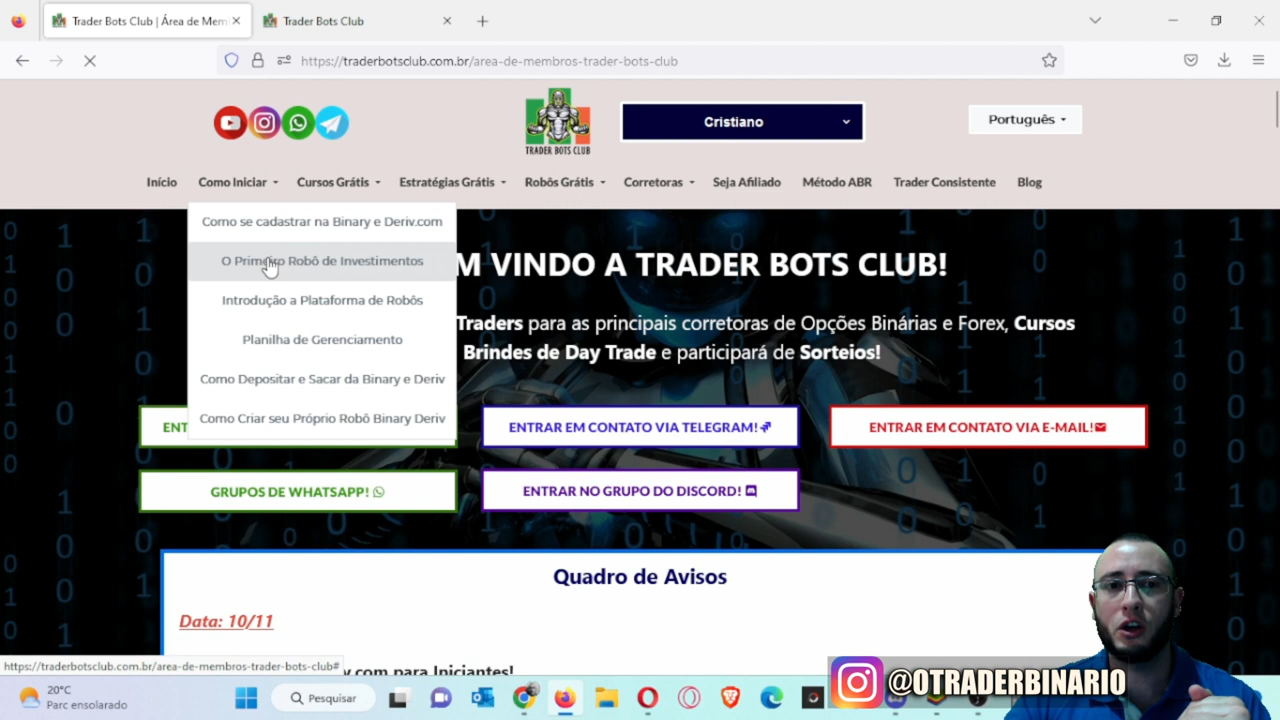 Trader Bots Club | Área de Mem
Trader Bots Club
https://traderbotsclub.com.br/area-de-membros-trader-bots-club
TRADER BOTS CLUB
Cristiano
Português
Início
Como Iniciar
Cursos Grátis
Estratégias Grátis
Robôs Grátis
Corretoras
Seja Afiliado
Método ABR
Trader Consistente
Blog
Como se cadastrar na Binary e Deriv.com
O Primeiro Robô de Investimentos
Introdução a Plataforma de Robôs
Planilha de Gerenciamento
Como Depositar e Sacar da Binary e Deriv
Como Criar seu Próprio Robô Binary Deriv
M VINDO A TRADER BOTS CLUB!
Traders para as principais corretoras de Opções Binárias e Forex, Cursos
Brindes de Day Trade e participará de Sorteios!
ENT
ENTRAR EM CONTATO VIA TELEGRAM!
ENTRAR EM CONTATO VIA E-MAIL!
GRUPOS DE WHATSAPP!
ENTRAR NO GRUPO DO DISCORD!
Quadro de Avisos
Data: 10/11
com para Iniciantes!
https://traderbotsclub.com.br/area-de-membros-trader-bots-club#
@OTRADERBINARIO
20°C
Parc ensolarado
Pesquisar